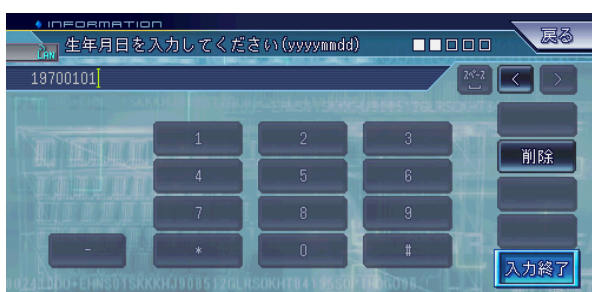 INFORMATION
LAN
生年月日を入力してください(yyyymmdd)
戻る
19700101
スペース
<
>
1 2 3
削除
4 5 6
7 8 9
- * 0 #
入力終了